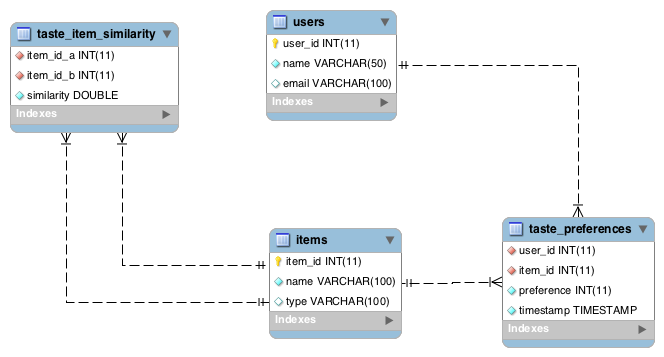 taste_item_similarity
item_id_a INT(11)
item_id_b INT(11)
similarity DOUBLE
Indexes
users
user_id INT(11)
name VARCHAR(50)
email VARCHAR(100)
Indexes
items
item_id INT(11)
name VARCHAR(100)
type VARCHAR(100)
Indexes
taste_preferences
user_id INT(11)
item_id INT(11)
preference INT(11)
timestamp TIMESTAMP
Indexes